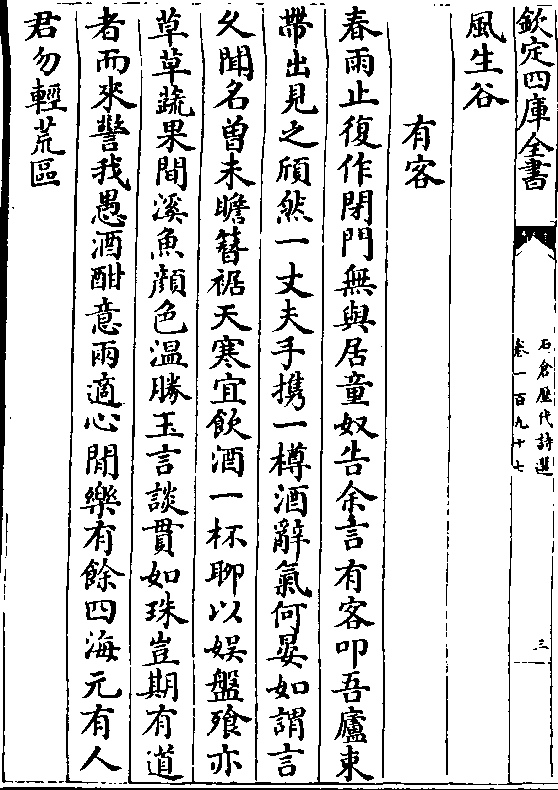 欽定四庫全書
石倉歴代詩選
卷一百九十七
三
風生谷
有客
春雨止復作閉門無與居童奴告余言有客叩吾廬束
帶出見之頎然一丈夫手携一樽酒辭氣何晏如謂言
久聞名曽未瞻簪裾天寒宜飲酒一杯聊以娱盤飱亦
草草蔬果間溪魚顔色温勝玉言談貫如珠豈期有道
者而來警我愚酒酣意兩適心閒樂有餘四海元有人
君勿輕荒區